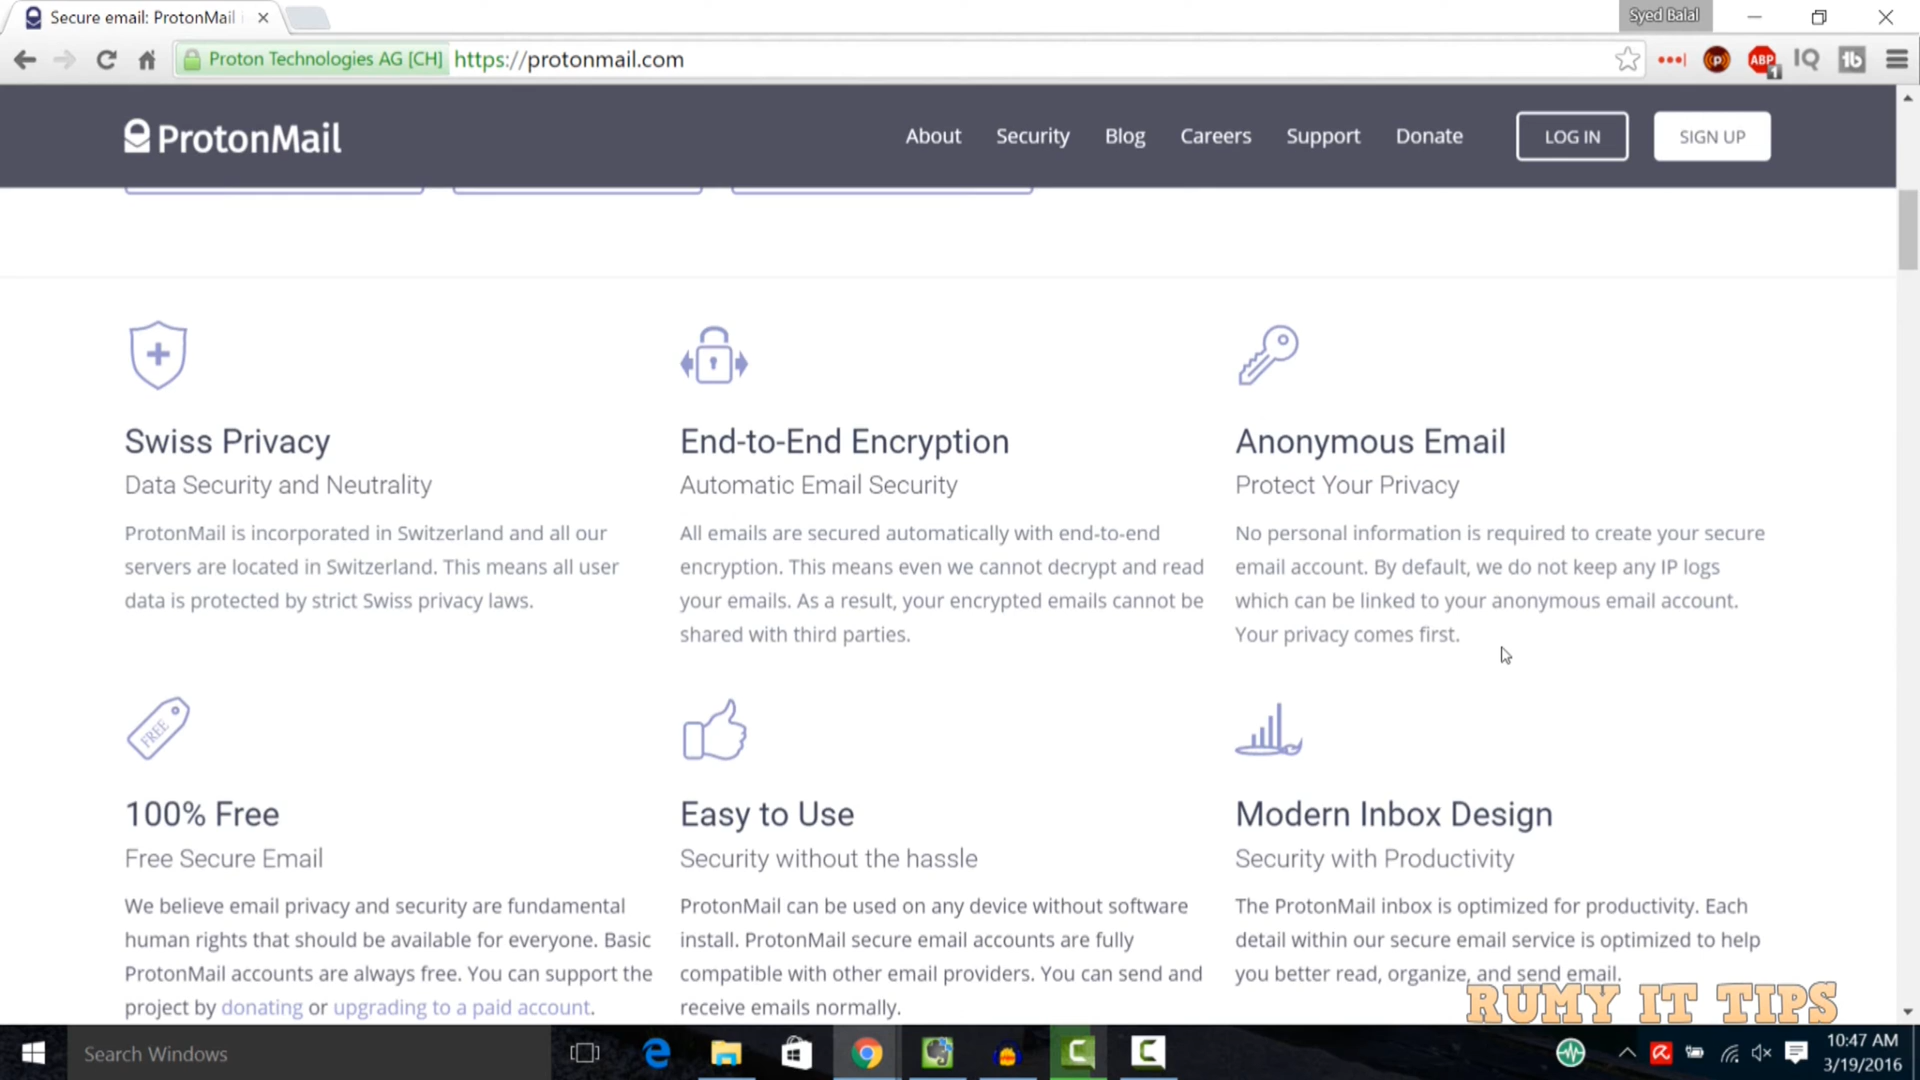 Secure email: ProtonMail
Syed Balal
Proton Technologies AG [CH]
https://protonmail.com
ABP
1
IQ
ProtonMail
About
Security
Blog
Careers
Support
Donate
LOG IN
SIGN UP
Swiss Privacy
Data Security and Neutrality
ProtonMail is incorporated in Switzerland and all our
servers are located in Switzerland. This means all user
data is protected by strict Swiss privacy laws.
End-to-End Encryption
Automatic Email Security
All emails are secured automatically with end-to-end
encryption. This means even we cannot decrypt and read
your emails. As a result, your encrypted emails cannot be
shared with third parties.
Anonymous Email
Protect Your Privacy
No personal information is required to create your secure
email account. By default, we do not keep any IP logs
which can be linked to your anonymous email account.
Your privacy comes first.
FREE
100% Free
Free Secure Email
We believe email privacy and security are fundamental
human rights that should be available for everyone. Basic
ProtonMail accounts are always free. You can support the
project by donating or upgrading to a paid account.
Easy to Use
Security without the hassle
ProtonMail can be used on any device without software
install. ProtonMail secure email accounts are fully
compatible with other email providers. You can send and
receive emails normally.
Modern Inbox Design
Security with Productivity
The ProtonMail inbox is optimized for productivity. Each
detail within our secure email service is optimized to help
you better read, organize, and send email.
RUMY IT TIPS
Search Windows
10:47 AM
3/19/2016